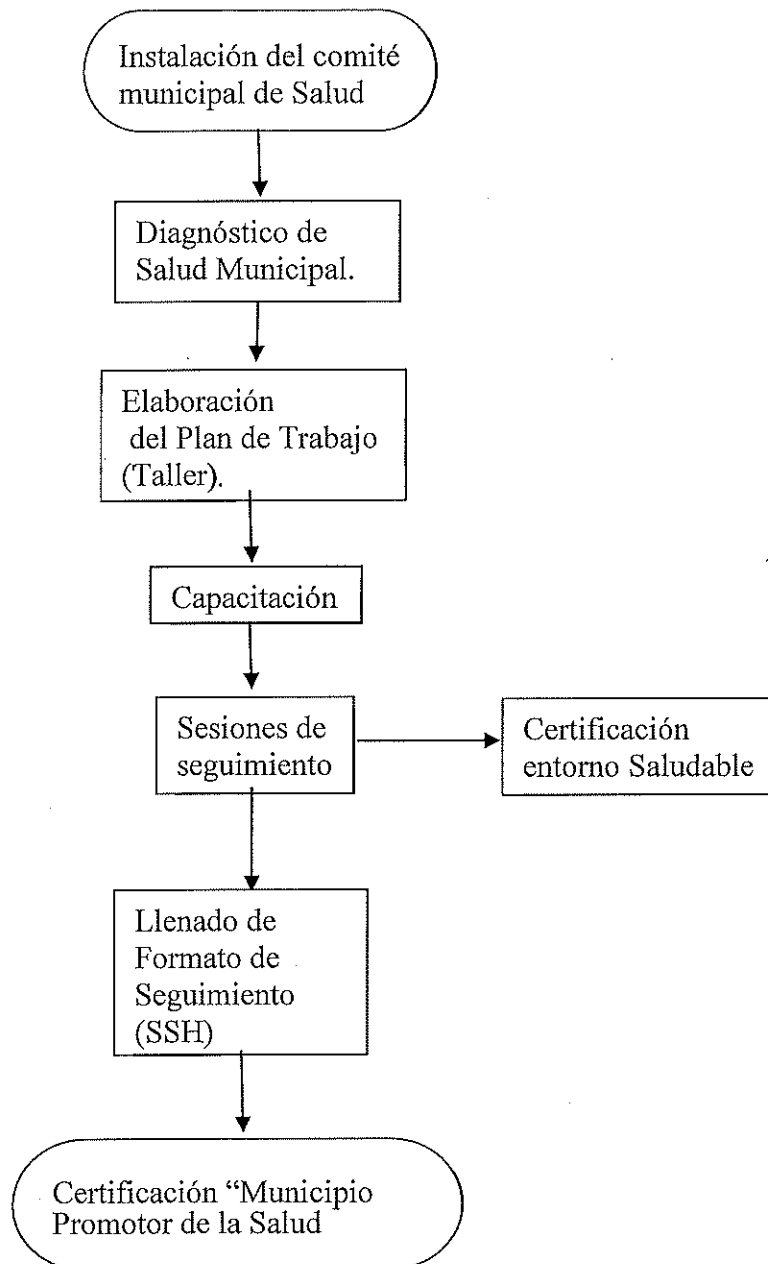 Instalación del comité
municipal de Salud
Diagnóstico de
Salud Municipal.
Elaboración
del Plan de Trabajo
(Taller).
Capacitación
Sesiones de
seguimiento
Certificación
entorno Saludable
Llenado de
Formato de
Seguimiento
(SSH)
Certificación “Municipio
Promotor de la Salud